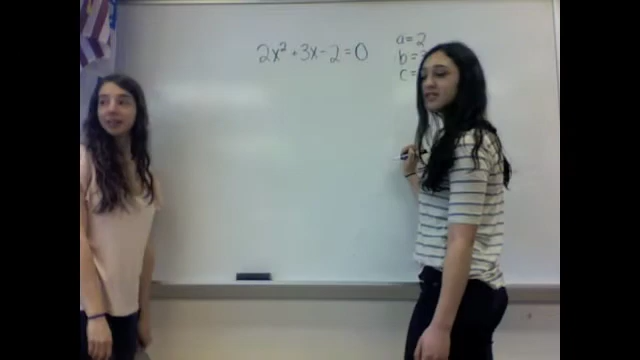 2x² + 3x - 2 = 0
a = 2
b =
c =